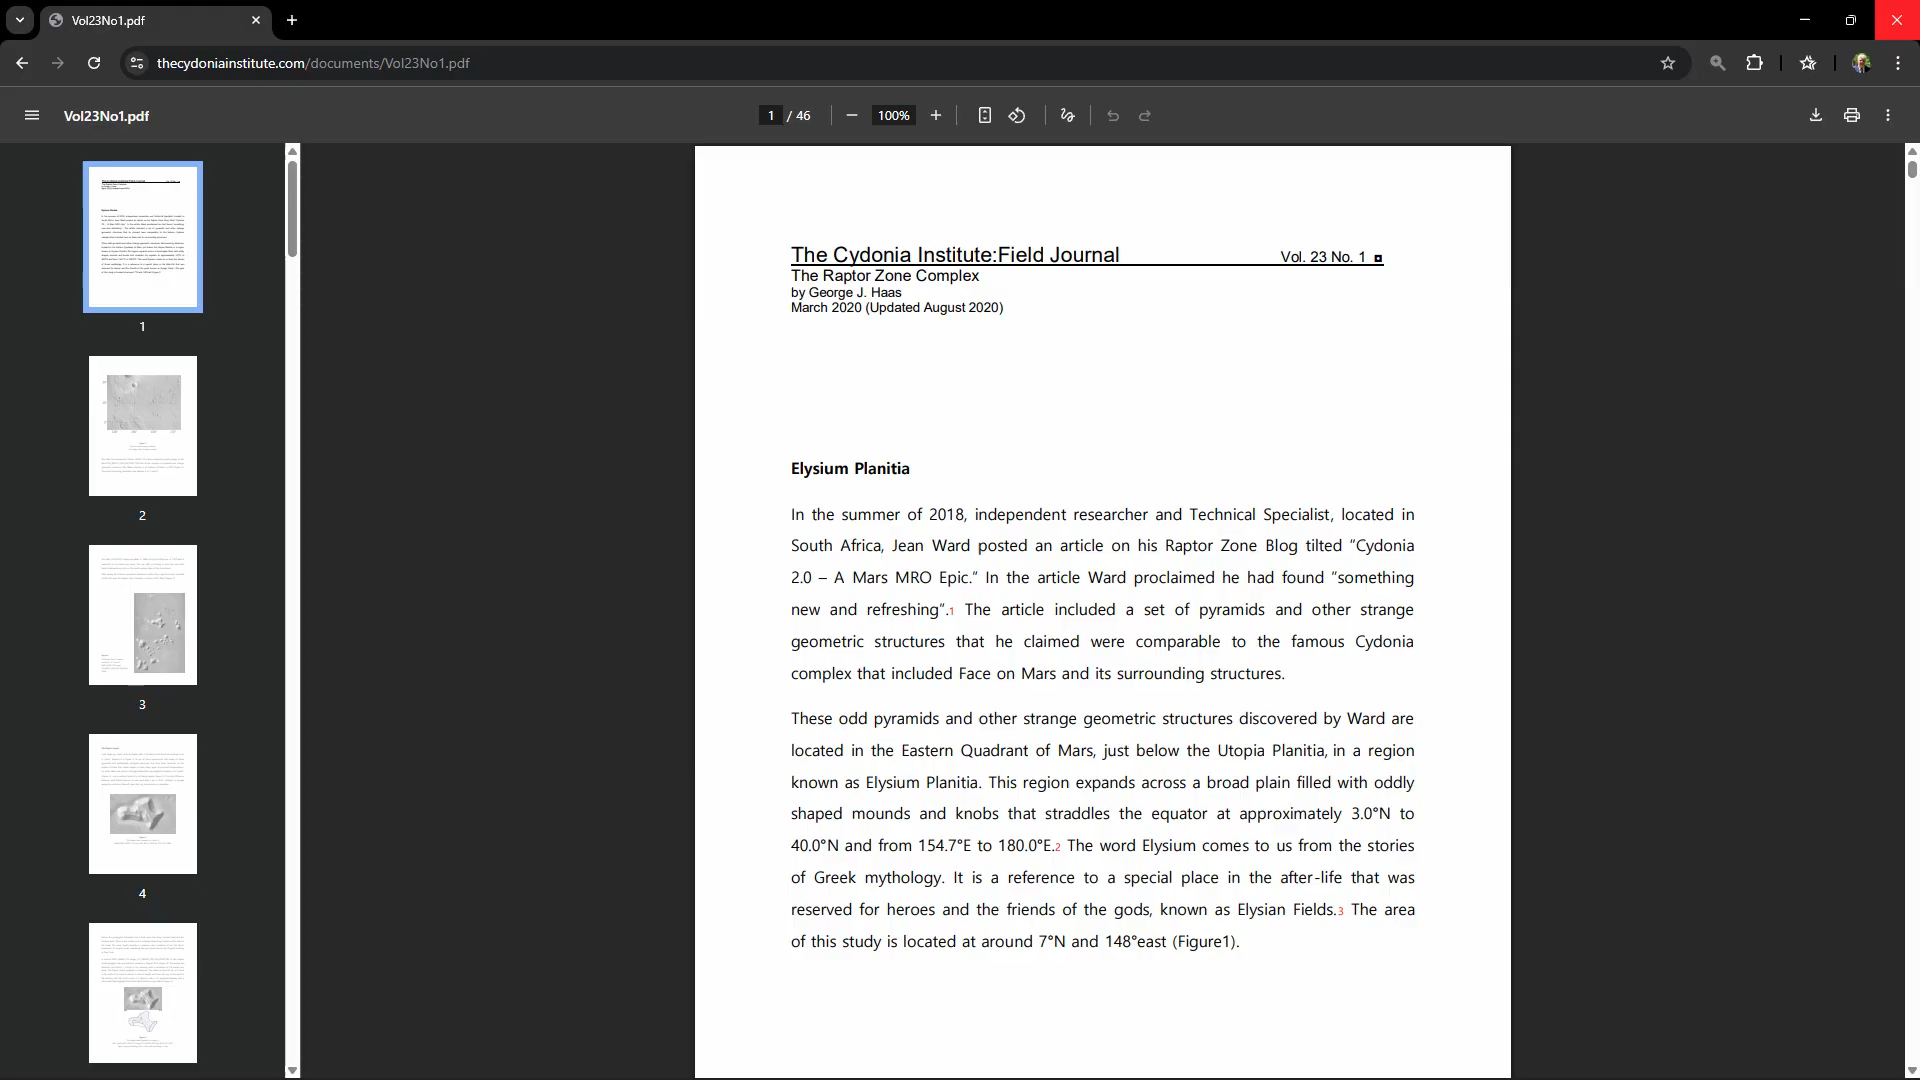 Vol23No1.pdf
thecydoniainstitute.com/documents/Vol23No1.pdf
Vol23No1.pdf
1 / 46
100%
1
2
3
4
The Cydonia Institute:Field Journal Vol. 23 No. 1
The Raptor Zone Complex
by George J. Haas
March 2020 (Updated August 2020)
Elysium Planitia
In the summer of 2018, independent researcher and Technical Specialist, located in
South Africa, Jean Ward posted an article on his Raptor Zone Blog tilted “Cydonia
2.0 – A Mars MRO Epic.” In the article Ward proclaimed he had found “something
new and refreshing”.1 The article included a set of pyramids and other strange
geometric structures that he claimed were comparable to the famous Cydonia
complex that included Face on Mars and its surrounding structures.
These odd pyramids and other strange geometric structures discovered by Ward are
located in the Eastern Quadrant of Mars, just below the Utopia Planitia, in a region
known as Elysium Planitia. This region expands across a broad plain filled with oddly
shaped mounds and knobs that straddles the equator at approximately 3.0°N to
40.0°N and from 154.7°E to 180.0°E.2 The word Elysium comes to us from the stories
of Greek mythology. It is a reference to a special place in the after-life that was
reserved for heroes and the friends of the gods, known as Elysian Fields.3 The area
of this study is located at around 7°N and 148°east (Figure1).